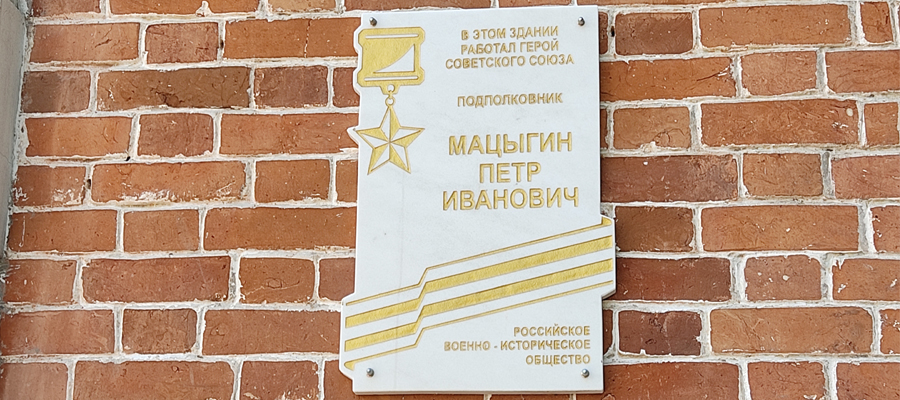 В ЭТОМ ЗДАНИИ
РАБОТАЛ ГЕРОЙ
СОВЕТСКОГО СОЮЗА
ПОДПОЛКОВНИК
МАЦЫГИН
ПЕТР
ИВАНОВИЧ
РОССИЙСКОЕ
ВОЕННО - ИСТОРИЧЕСКОЕ
ОБЩЕСТВО